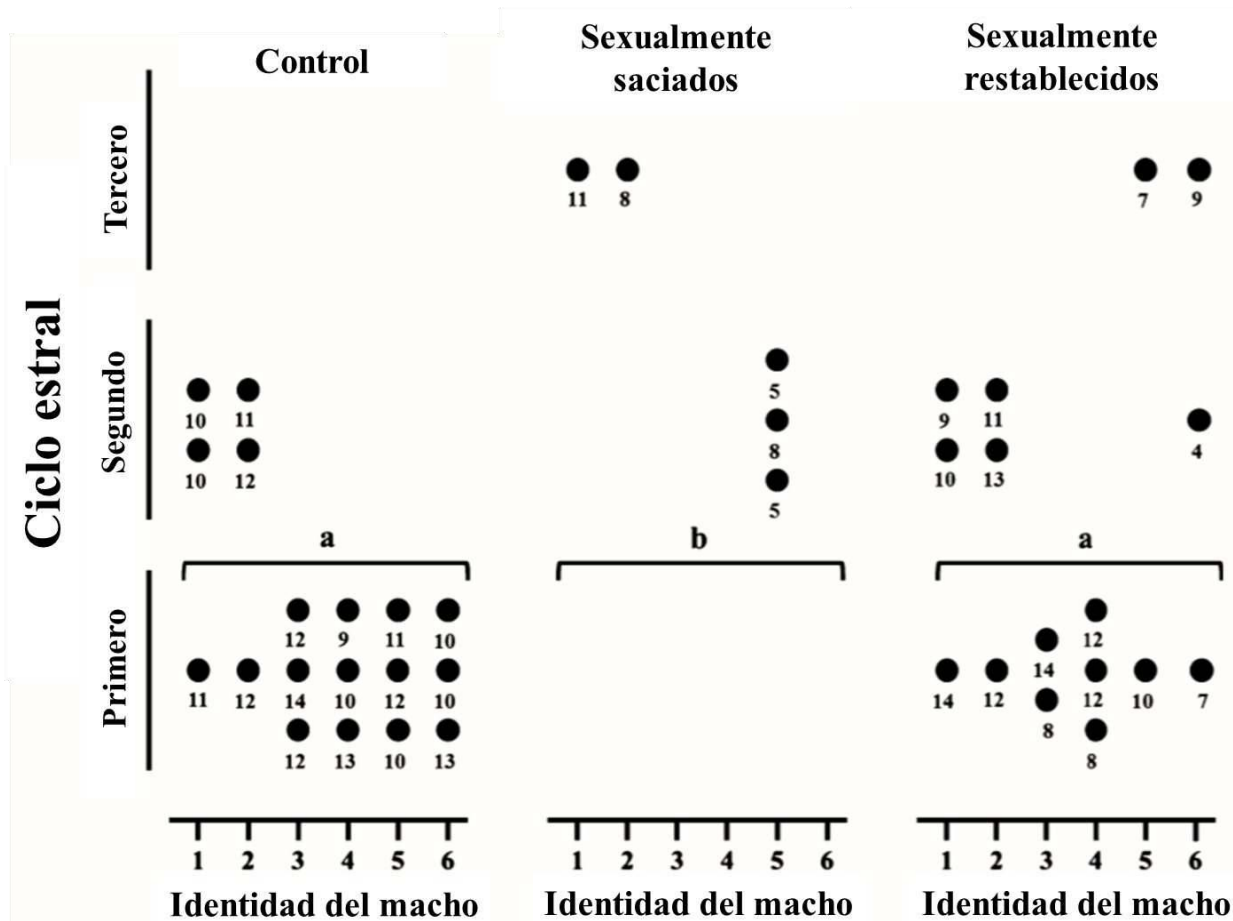 Control
Sexualmente
saciados
Sexualmente
restablecidos
Ciclo estral
Tercero
11 8
7 9
Segundo
5
10 11
9 11
8
4
10 12
10 13
5
a
b
a
Primero
12 9 11 10
12
14
11 12 14 10 12 10
14 12
12 10 7
8
12 13 10 13
8
1 2 3 4 5 6
1 2 3 4 5 6
1 2 3 4 5 6
Identidad del macho
Identidad del macho
Identidad del macho